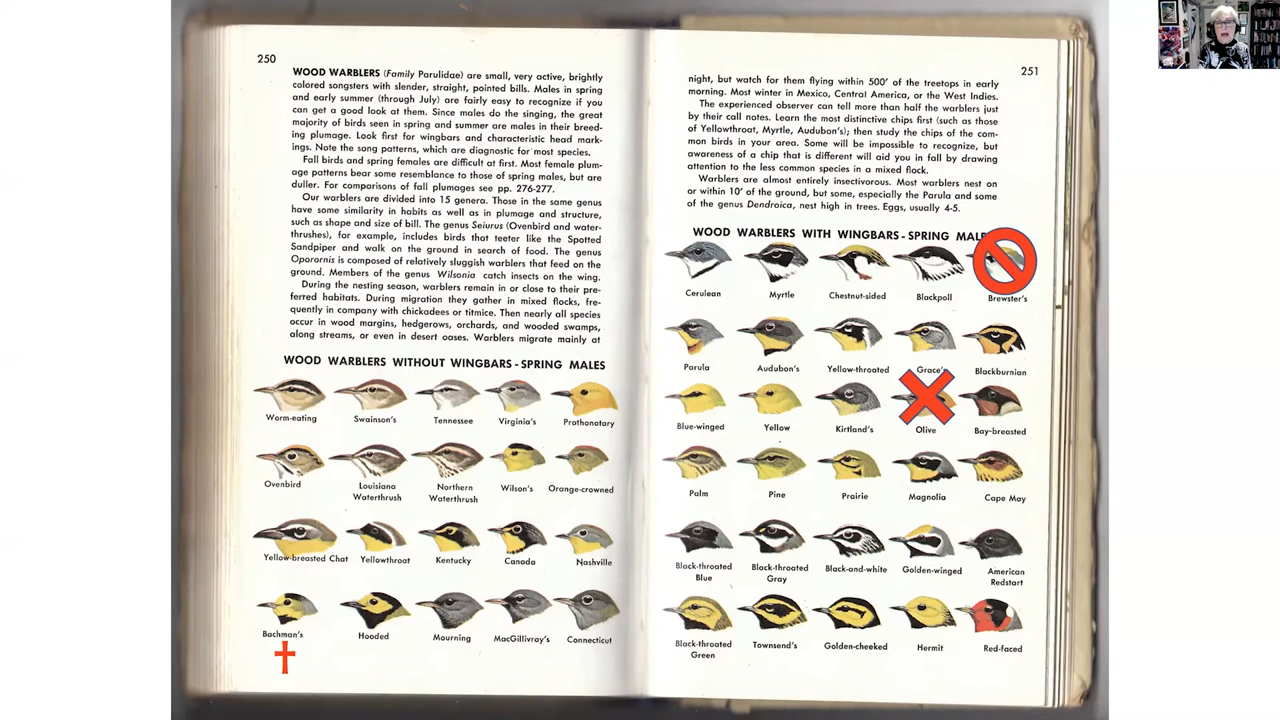 250
WOOD WARBLERS (Family Parulidae) are small, very active, brightly
colored songsters with slender, straight, pointed bills. Males in spring
and early summer (through July) are fairly easy to recognize if you
can get a good look at them. Since males do the singing, the great
majority of birds seen in spring and summer are males in their breed-
ing plumage. Look first for wingbars and characteristic head mark-
ings. Note the song patterns, which are diagnostic for most species.
Fall birds and spring females are difficult at first. Most female plum-
age patterns bear some resemblance to those of spring males, but are
duller. For comparisons of fall plumages see pp. 276-277.
Our warblers are divided into 15 genera. Those in the same genus
have some similarity in habits as well as in plumage and structure,
such as shape and size of bill. The genus Seiurus (Ovenbird and water-
thrushes), for example, includes birds that teeter like the Spotted
Sandpiper and walk on the ground in search of food. The genus
Oporornis is composed of relatively sluggish warblers that feed on the
ground. Members of the genus Wilsonia catch insects on the wing.
During the nesting season, warblers remain in or close to their pre-
ferred habitats. During migration they gather in mixed flocks, fre-
quently in company with chickadees or titmice. Then nearly all species
occur in wood margins, hedgerows, orchards, and wooded swamps,
along streams, or even in desert oases. Warblers migrate mainly at
WOOD WARBLERS WITHOUT WINGBARS - SPRING MALES
Worm-eating Swainson's Tennessee Virginia's Prothonotary
Ovenbird Louisiana Waterthrush Northern Waterthrush Wilson's Orange-crowned
Yellow-breasted Chat Yellowthroat Kentucky Canada Nashville
Bachman's Hooded Mourning MacGillivray's Connecticut
251
night, but watch for them flying within 500' of the treetops in early
morning. Most winter in Mexico, Central America, or the West Indies.
The experienced observer can tell more than half the warblers just
by their call notes. Learn the most distinctive chips first (such as those
of Yellowthroat, Myrtle, Audubon's); then study the chips of the com-
mon birds in your area. Some will be impossible to recognize, but
awareness of a chip that is different will aid you in fall by drawing
attention to the less common species in a mixed flock.
Warblers are almost entirely insectivorous. Most warblers nest on
or within 10' of the ground, but some, especially the Parula and some
of the genus Dendroica, nest high in trees. Eggs, usually 4-5.
WOOD WARBLERS WITH WINGBARS - SPRING MALE
Cerulean Myrtle Chestnut-sided Blackpoll Brewster's
Parula Audubon's Yellow-throated Grace's Blackburnian
Blue-winged Yellow Kirtland's Olive Bay-breasted
Palm Pine Prairie Magnolia Cape May
Black-throated Blue Black-throated Gray Black-and-white Golden-winged American Redstart
Black-throated Green Townsend's Golden-cheeked Hermit Red-faced